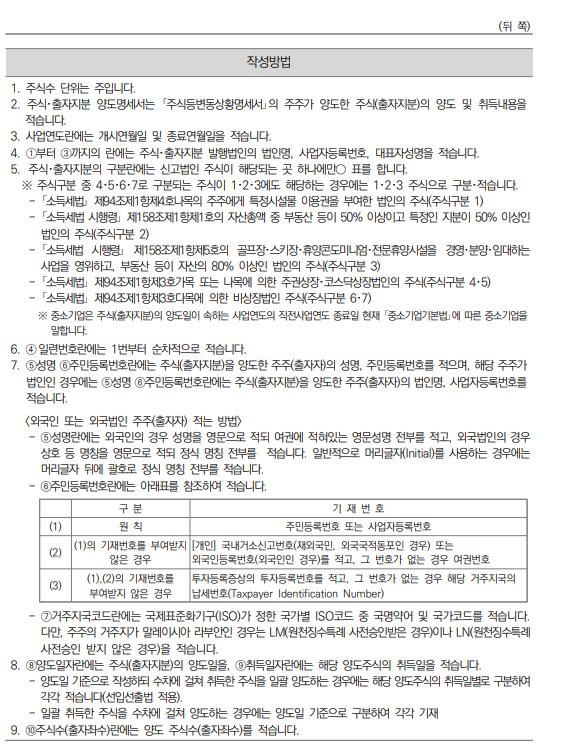 (뒤 쪽)
작성방법
1. 주식수 단위는 주입니다.
2. 주식·출자지분 양도명세서는 「주식등변동상황명세서」의 주주가 양도한 주식(출자지분)의 양도 및 취득내용을
적습니다.
3. 사업연도란에는 개시연월일 및 종료연월일을 적습니다.
4. ①부터 ③까지의 란에는 주식·출자지분 발행법인의 법인명, 사업자등록번호, 대표자성명을 적습니다.
5. 주식·출자지분의 구분란에는 신고법인 주식이 해당되는 곳 하나에만○ 표를 합니다.
※ 주식구분 중 4·5·6·7로 구분되는 주식이 1·2·3에도 해당하는 경우에는 1·2·3 주식으로 구분·적습니다.
- 「소득세법」 제94조제1항제4호나목의 주주에게 특정시설물 이용권을 부여한 법인의 주식(주식구분 1)
- 「소득세법 시행령」 제158조제1항제1호의 자산총액 중 부동산 등이 50% 이상이고 특정인 지분이 50% 이상인
법인의 주식(주식구분 2)
- 「소득세법 시행령」 제158조제1항제5호의 골프장·스키장·휴양콘도미니엄·전문휴양시설을 경영·분양·임대하는
사업을 영위하고, 부동산 등이 자산의 80% 이상인 법인의 주식(주식구분 3)
- 「소득세법」 제94조제1항제3호가목 또는 나목에 의한 주권상장·코스닥상장법인의 주식(주식구분 4·5)
- 「소득세법」 제94조제1항제3호다목에 의한 비상장법인 주식(주식구분 6·7)
※ 중소기업은 주식(출자지분)의 양도일이 속하는 사업연도의 직전사업연도 종료일 현재 「중소기업기본법」에 따른 중소기업을
말합니다.
6. ④일련번호란에는 1번부터 순차적으로 적습니다.
7. ⑤성명 ⑥주민등록번호란에는 주식(출자지분)을 양도한 주주(출자자)의 성명, 주민등록번호를 적으며, 해당 주주가
법인인 경우에는 ⑤성명 ⑥주민등록번호란에는 주식(출자지분)을 양도한 주주(출자자)의 법인명, 사업자등록번호를
적습니다.
〈외국인 또는 외국법인 주주(출자자) 적는 방법〉
- ⑤성명란에는 외국인의 경우 성명을 영문으로 적되 여권에 적혀있는 영문성명 전부를 적고, 외국법인의 경우
상호 등 명칭을 영문으로 적되 정식 명칭 전부를 적습니다. 일반적으로 머리글자(Initial)를 사용하는 경우에는
머리글자 뒤에 괄호로 정식 명칭 전부를 적습니다.
- ⑥주민등록번호란에는 아래표를 참조하여 적습니다.
구 분 기 재 번 호
(1) 원 칙 주민등록번호 또는 사업자등록번호
(2) (1)의 기재번호를 부여받지 않은 경우 [개인] 국내거소신고번호(재외국민, 외국국적동포인 경우) 또는
외국인등록번호(외국인인 경우)를 적고, 그 번호가 없는 경우 여권번호
(3) (1),(2)의 기재번호를 부여받지 않은 경우 투자등록증상의 투자등록번호를 적고, 그 번호가 없는 경우 해당 거주지국의
납세번호(Taxpayer Identification Number)
- ⑦거주지국코드란에는 국제표준화기구(ISO)가 정한 국가별 ISO코드 중 국명약어 및 국가코드를 적습니다.
다만, 주주의 거주지가 말레이시아 라부안인 경우는 LM(원천징수특례 사전승인받은 경우)이나 LN(원천징수특례
사전승인 받지 않은 경우)을 적습니다.
8. ⑧양도일자란에는 주식(출자지분)의 양도일을, ⑨취득일자란에는 해당 양도주식의 취득일을 적습니다.
- 양도일 기준으로 작성하되 수차에 걸쳐 취득한 주식을 일괄 양도하는 경우에는 해당 양도주식의 취득일별로 구분하여
각각 적습니다(선입선출법 적용).
- 일괄 취득한 주식을 수차에 걸쳐 양도하는 경우에는 양도일 기준으로 구분하여 각각 기재
9. ⑩주식수(출자좌수)란에는 양도 주식수(출자좌수)를 적습니다.